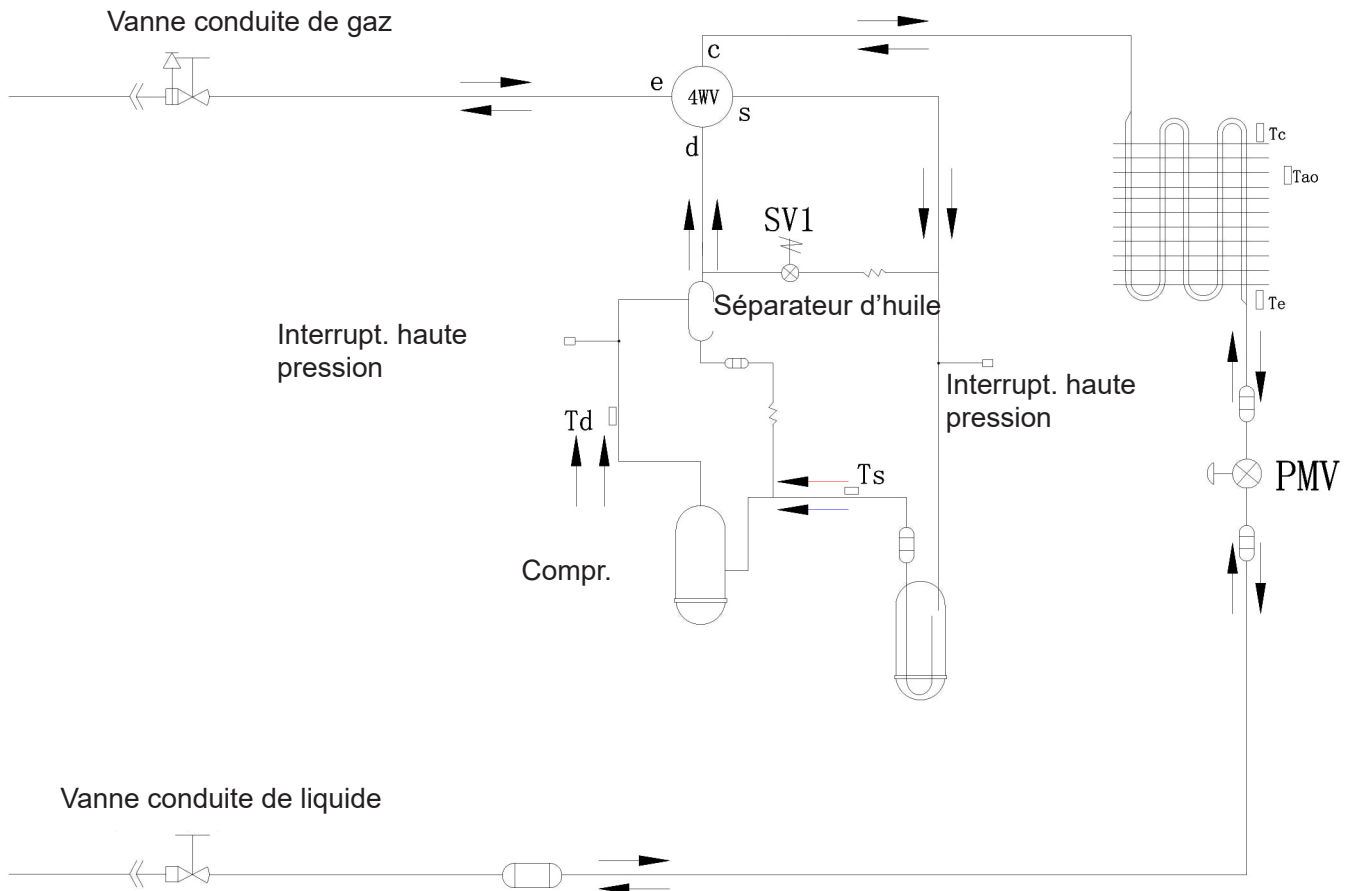 Vanne conduite de gaz
c
e
4WV
s
d
Tc
Tao
SV1
Séparateur d’huile
Te
Interrupt. haute
pression
Interrupt. haute
pression
Td
Ts
PMV
Compr.
Vanne conduite de liquide